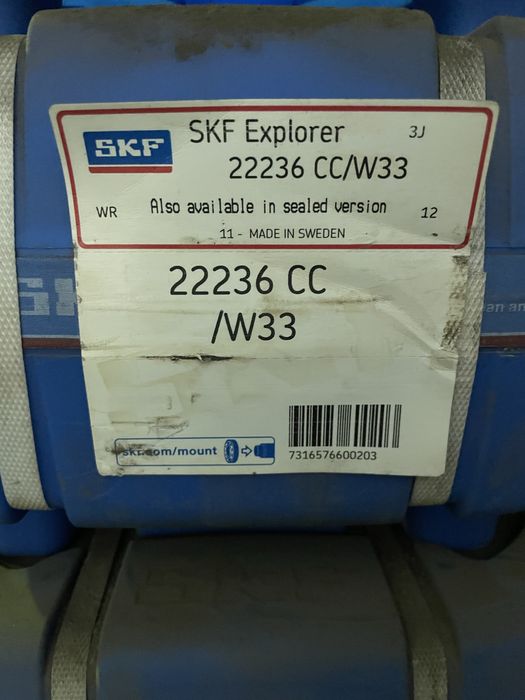 SKF
SKF Explorer
3J
22236 CC/W33
WR
Also available in sealed version
12
11 - MADE IN SWEDEN
22236 CC
/W33
skf.com/mount
7316576600203